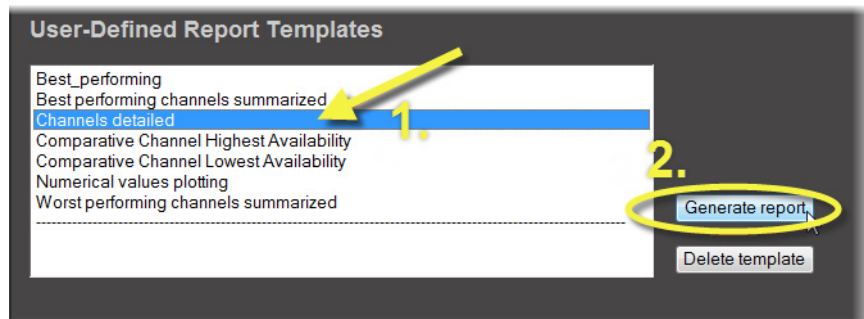 User-Defined Report Templates
Best_performing
Best performing channels summarized
Channels detailed
1.
Comparative Channel Highest Availability
Comparative Channel Lowest Availability
2.
Numerical values plotting
Worst performing channels summarized
Generate report
Delete template